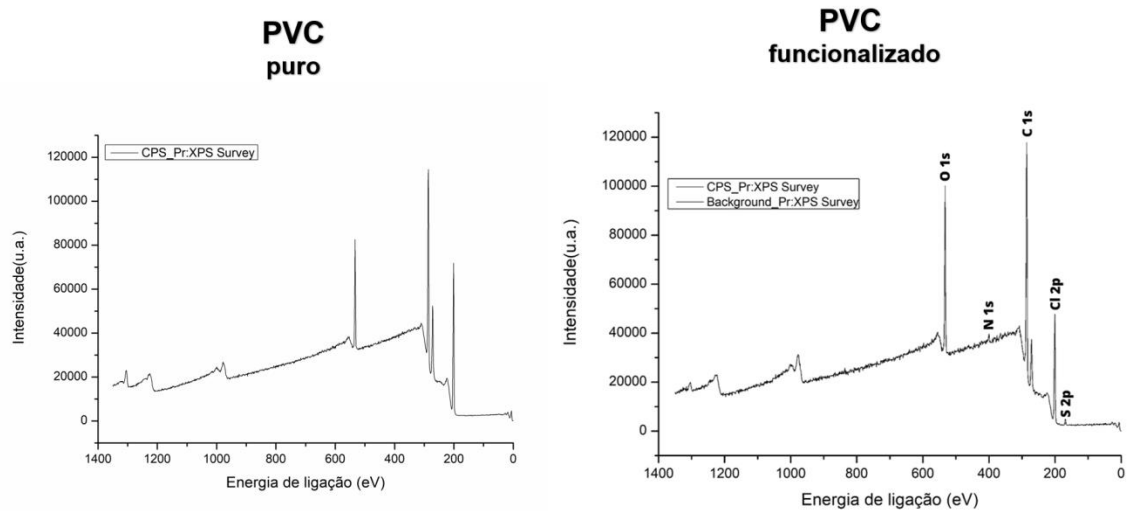 PVC
puro
CPS_Pr:XPS Survey
Intensidade(u.a.)
120000
100000
80000
60000
40000
20000
0
1400
1200
1000
800
600
400
200
0
Energia de ligação (eV)
PVC
funcionalizado
CPS_Pr:XPS Survey
Background_Pr:XPS Survey
Intensidade(u.a.)
120000
100000
80000
60000
40000
20000
0
O 1s
N 1s
C 1s
Cl 2p
S 2p
1400
1200
1000
800
600
400
200
0
Energia de ligação (eV)